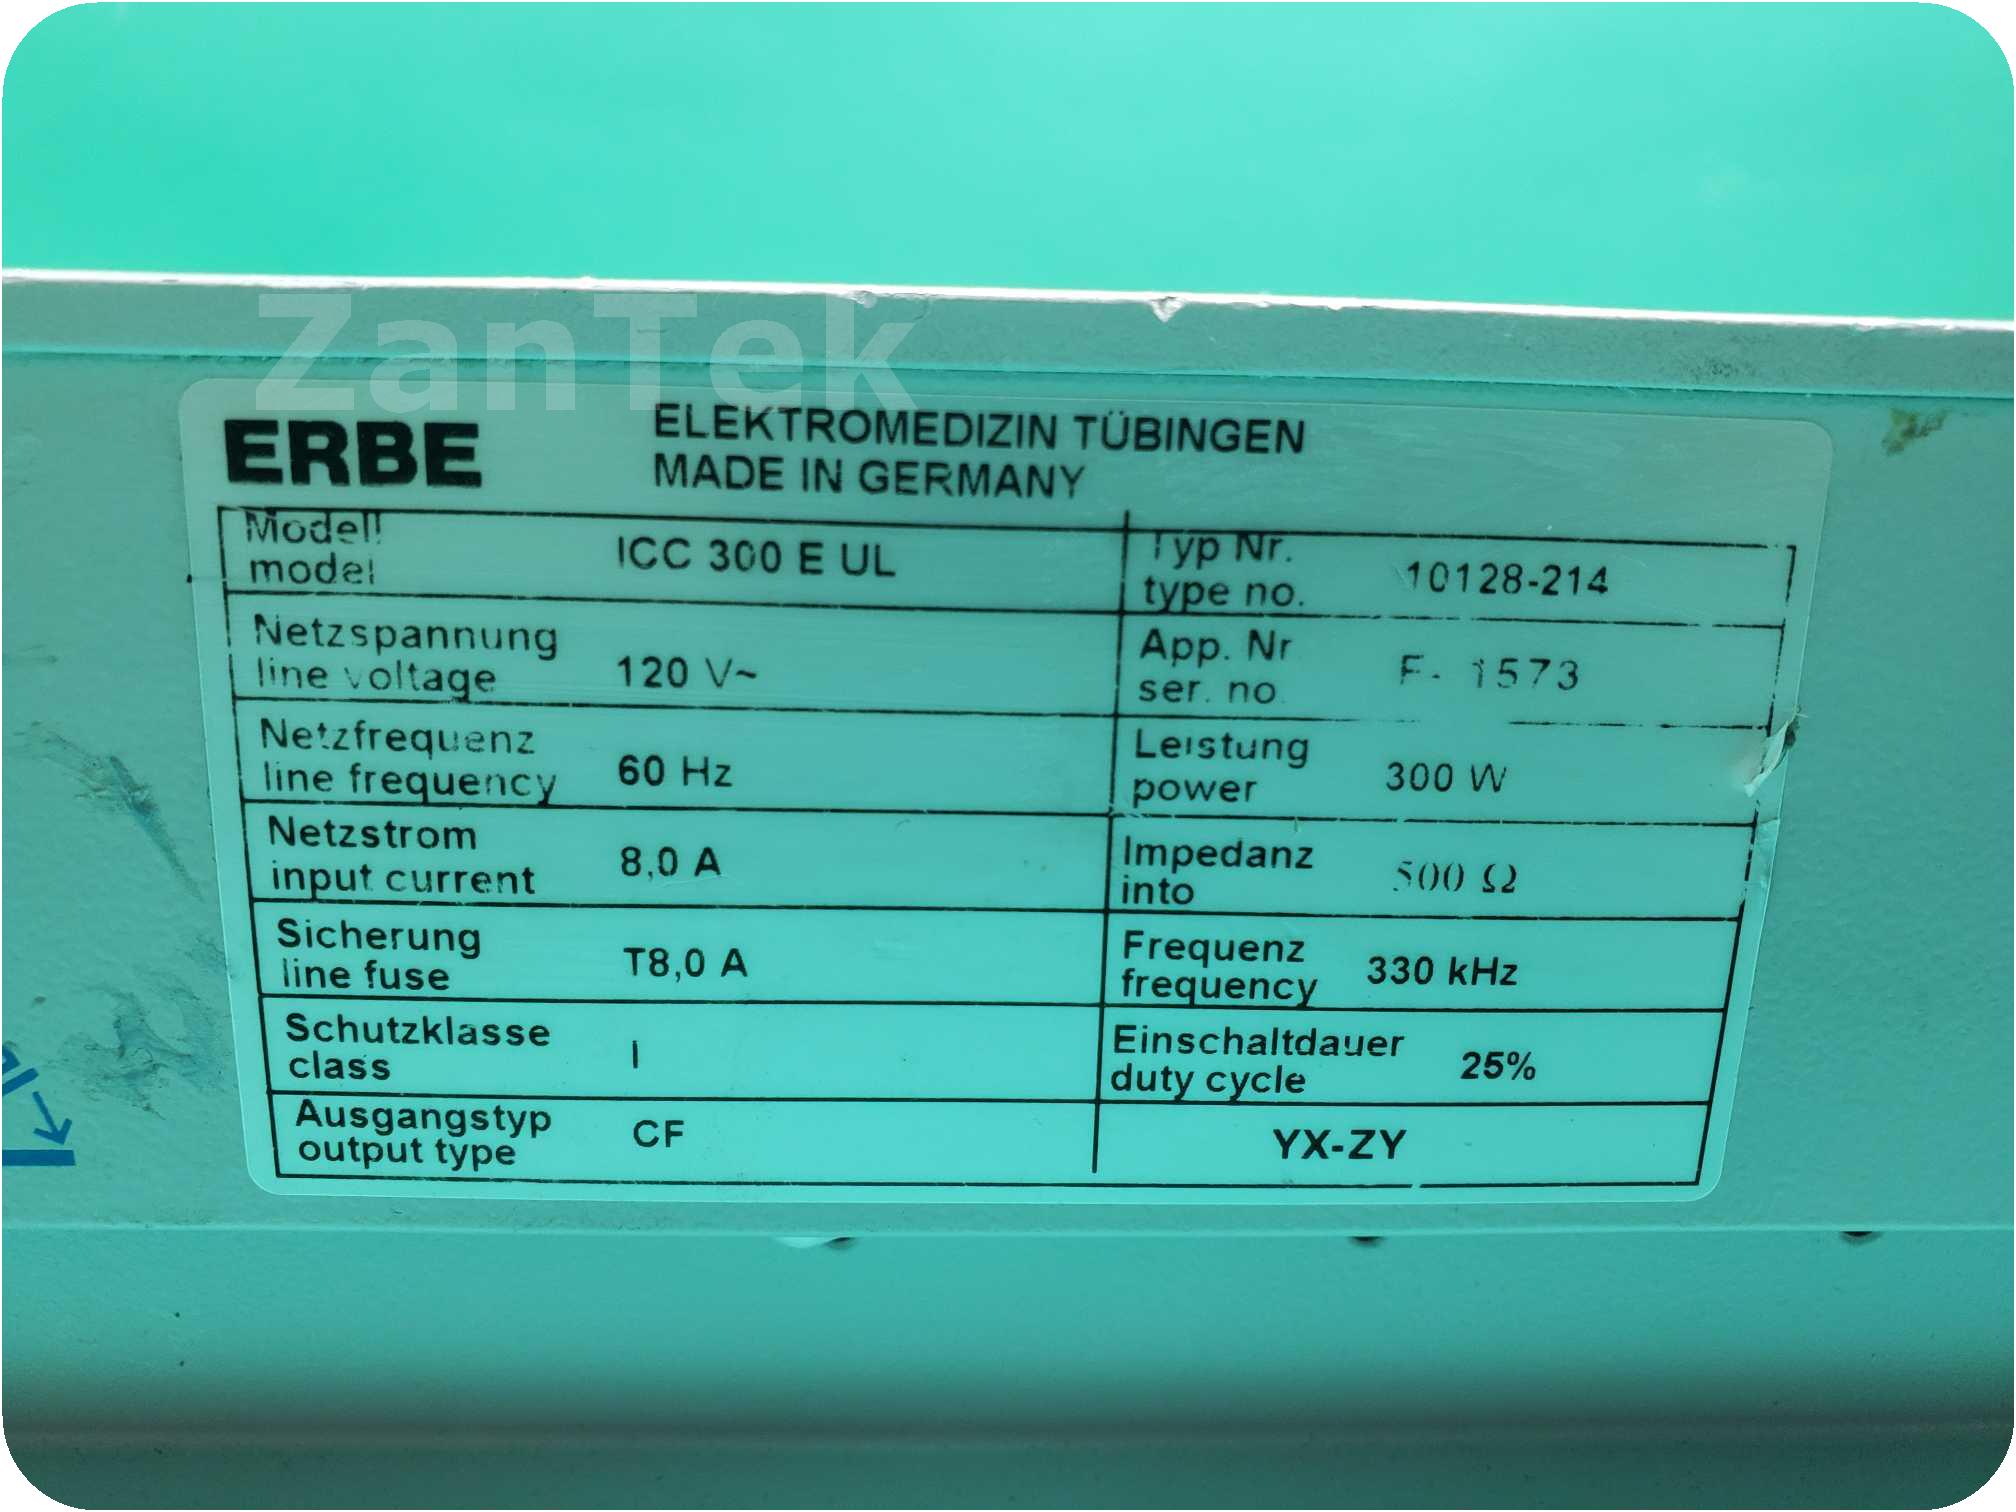 ZanTek
ERBE
ELEKTROMEDIZIN TÜBINGEN
MADE IN GERMANY
Modell
model
ICC 300 E UL
Typ Nr.
type no.
10128-214
Netzspannung
line voltage
120 V~
App. Nr
ser. no
F- 1573
Netzfrequenz
line frequency
60 Hz
Leistung
power
300 W
Netzstrom
input current
8,0 A
Impedanz
into
500 Ω
Sicherung
line fuse
T8,0 A
Frequenz
frequency
330 kHz
Schutzklasse
class
I
Einschaltdauer
duty cycle
25%
Ausgangstyp
output type
CF
YX-ZY